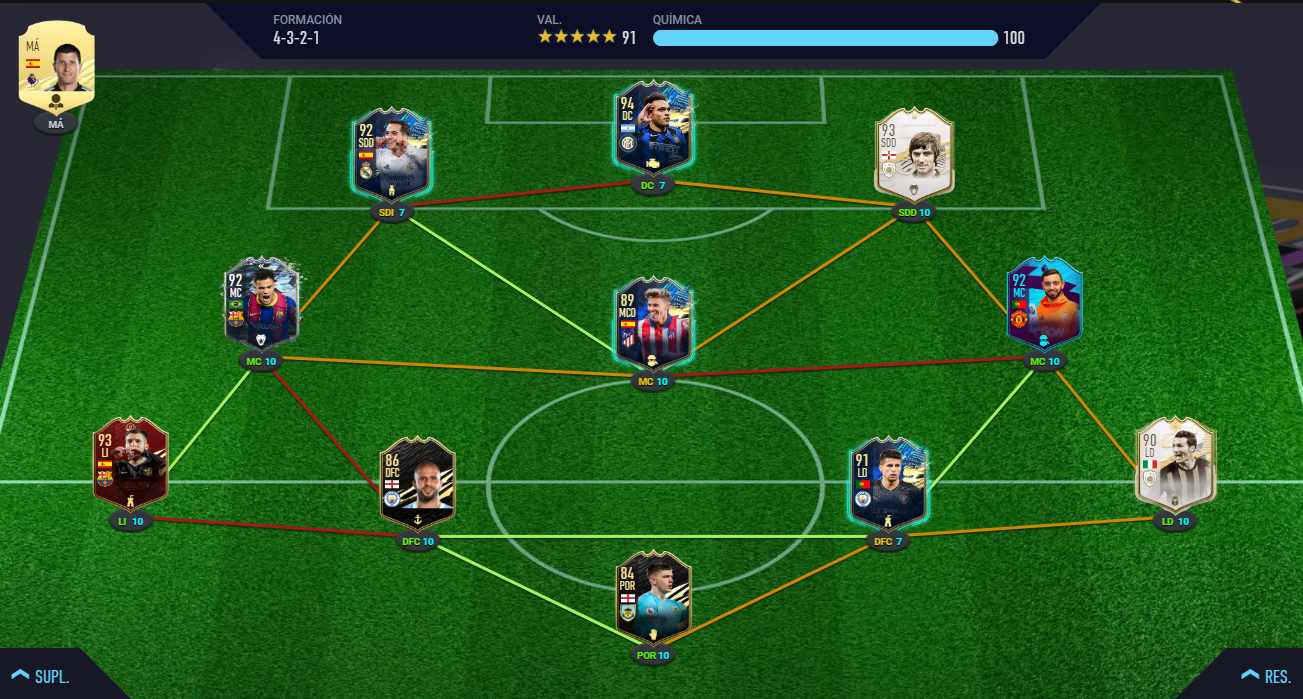 FORMACIÓN
4-3-2-1
VAL.
91
QUÍMICA
100
MÁ
MÁ
94
DC
DC 7
92
SDD
SDI 7
93
SDD
SDD 10
92
MC
MC 10
89
MCO
MC 10
92
MC
MC 10
93
LI
LI 10
86
DFC
DFC 10
91
LD
DFC 7
90
LD
LD 10
84
POR
POR 10
SUPL.
RES.